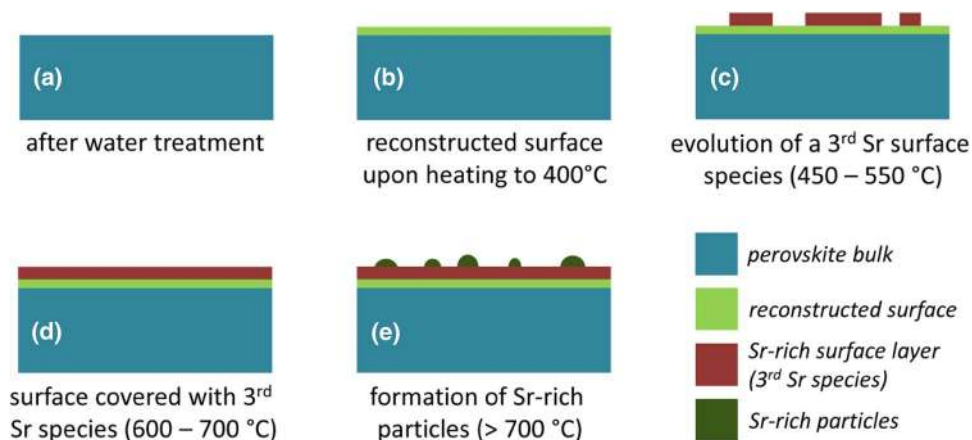 (a)
after water treatment
(b)
reconstructed surface
upon heating to 400°C
(c)
evolution of a 3rd Sr surface
species (450 – 550 °C)
(d)
surface covered with 3rd
Sr species (600 – 700 °C)
(e)
formation of Sr-rich
particles (> 700 °C)
perovskite bulk
reconstructed surface
Sr-rich surface layer
(3rd Sr species)
Sr-rich particles